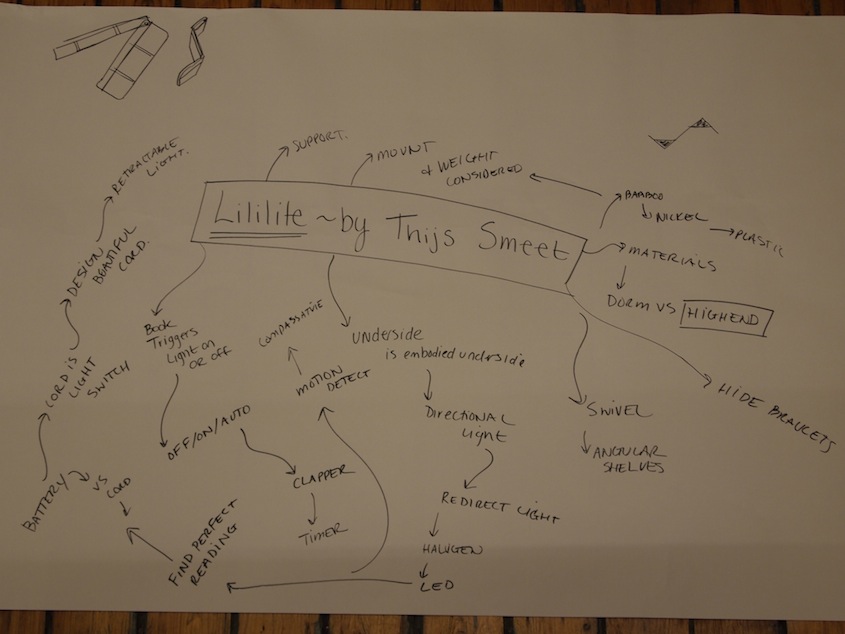 SUPPORT.
MOUNT
& WEIGHT
CONSIDERED
RETRACTABLE
LIGHT.
Lililite ~ by Thijs Smeet
BAMBOO
NICKEL
PLASTIC
MATERIALS
DORM VS HIGHEND
DESIGN
BEAUTIFUL
CORD.
Book
Triggers
Light on
OR off
UNDERSIDE
is embodied underside
MOTION DETECT
CORD IS
LIGHT
SWITCH
DIRECTIONAL
Light
SWIVEL
ANGULAR
SHELVES
HIDE BRACKETS
OFF/ON/AUTO
CLAPPER
TIMER
REDIRECT LIGHT
HALOGEN
LED
BATTERY
VS
CORD
FIND PERFECT
READING